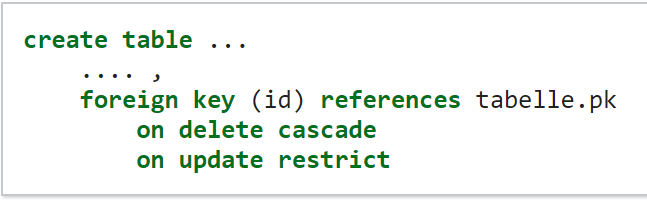 create table ...
.... ,
foreign key (id) references tabelle.pk
on delete cascade
on update restrict